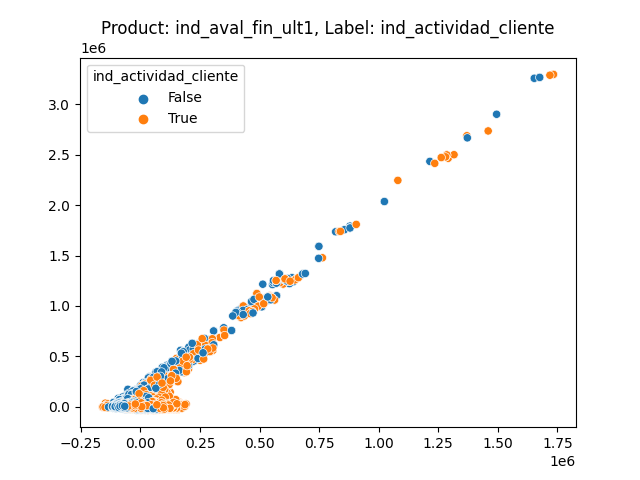 Product: ind_aval_fin_ult1, Label: ind_actividad_cliente
1e6
ind_actividad_cliente
False
True
3.0
2.5
2.0
1.5
1.0
0.5
0.0
−0.25 0.00 0.25 0.50 0.75 1.00 1.25 1.50 1.75
1e6